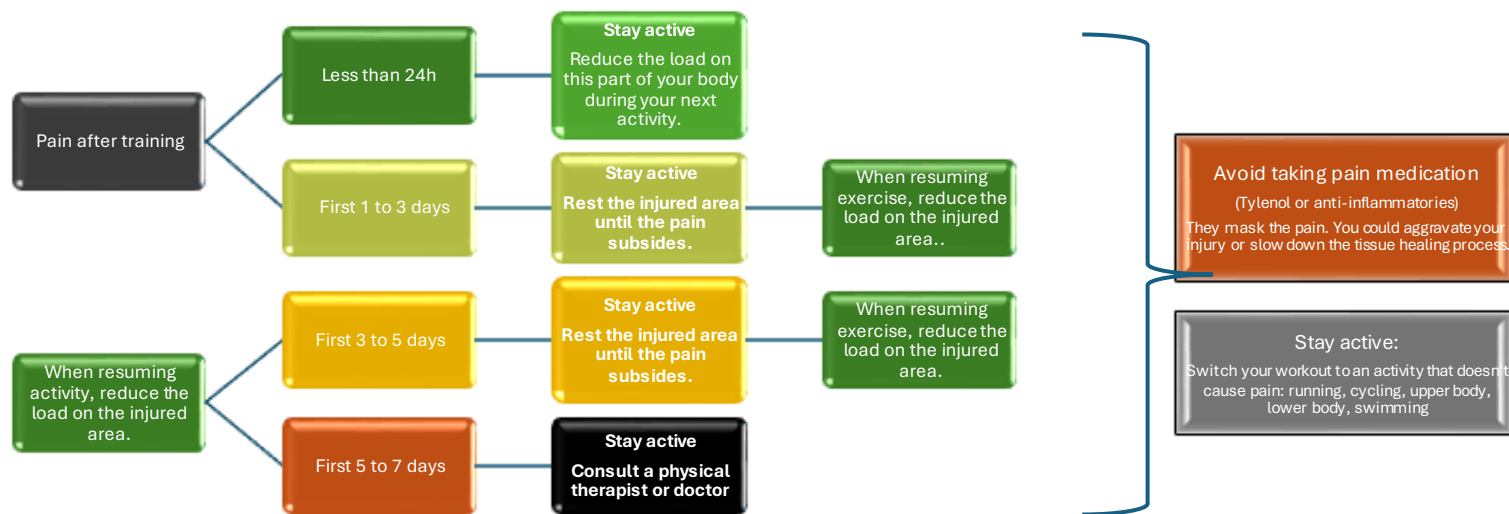 Pain after training
Less than 24h
Stay active
Reduce the load on
this part of your body
during your next
activity.
First 1 to 3 days
Stay active
Rest the injured area
until the pain
subsides.
When resuming
exercise, reduce the
load on the injured
area..
When resuming
activity, reduce the
load on the injured
area.
First 3 to 5 days
Stay active
Rest the injured area
until the pain
subsides.
When resuming
exercise, reduce the
load on the injured
area.
First 5 to 7 days
Stay active
Consult a physical
therapist or doctor
Avoid taking pain medication
(Tylenol or anti-inflammatories)
They mask the pain. You could aggravate your
injury or slow down the tissue healing process.
Stay active:
Switch your workout to an activity that doesn't
cause pain: running, cycling, upper body,
lower body, swimming